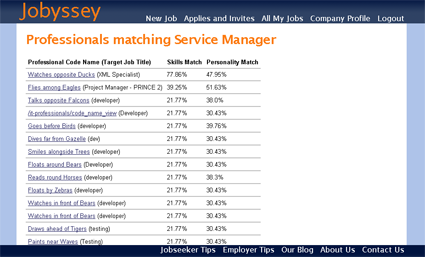 Jobyssey
New Job Applies and Invites All My Jobs Company Profile Logout
Professionals matching Service Manager
Professional Code Name (Target Job Title) Skills Match Personality Match
Watches opposite Ducks (XML Specialist) 77.86% 47.95%
Flies among Eagles (Project Manager - PRINCE 2) 39.25% 51.63%
Talks opposite Falcons (developer) 21.77% 38.0%
/it-professionals/code_name_view (Developer) 21.77% 30.43%
Goes before Birds (developer) 21.77% 39.76%
Dives far from Gazelle (dev) 21.77% 30.43%
Smiles alongside Trees (developer) 21.77% 30.43%
Floats around Bears (Developer) 21.77% 30.43%
Reads round Horses (developer) 21.77% 38.3%
Floats by Zebras (developer) 21.77% 30.43%
Watches in front of Bears (developer) 21.77% 30.43%
Watches in front of Bears (developer) 21.77% 30.43%
Draws ahead of Tigers (testing) 21.77% 30.43%
Paints near Waves (Testing) 21.77% 30.43%
Jobseeker Tips Employer Tips Our Blog About Us Contact Us